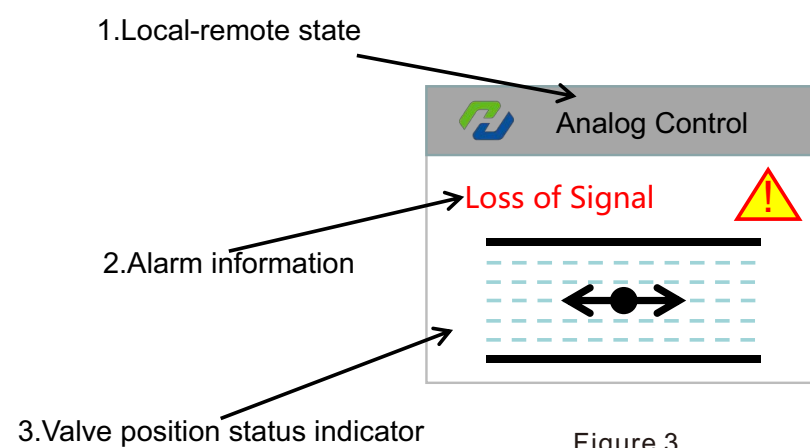 1.Local-remote state
Analog Control
Loss of Signal
!
2.Alarm information
3.Valve position status indicator
Figure 3